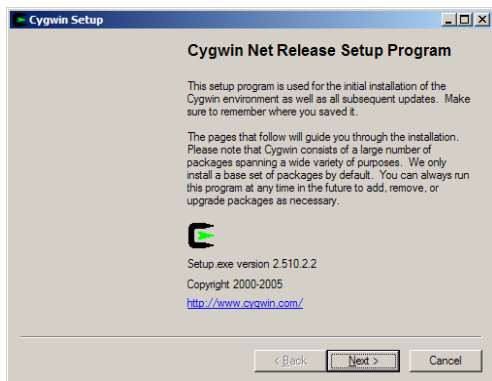 Cygwin Setup
Cygwin Net Release Setup Program
This setup program is used for the initial installation of the
Cygwin environment as well as all subsequent updates. Make
sure to remember where you saved it.
The pages that follow will guide you through the installation.
Please note that Cygwin consists of a large number of
packages spanning a wide variety of purposes. We only
install a base set of packages by default. You can always run
this program at any time in the future to add, remove, or
upgrade packages as necessary.
Setup.exe version 2.510.2.2
Copyright 2000-2005
http://www.cygwin.com/
< Back Next > Cancel